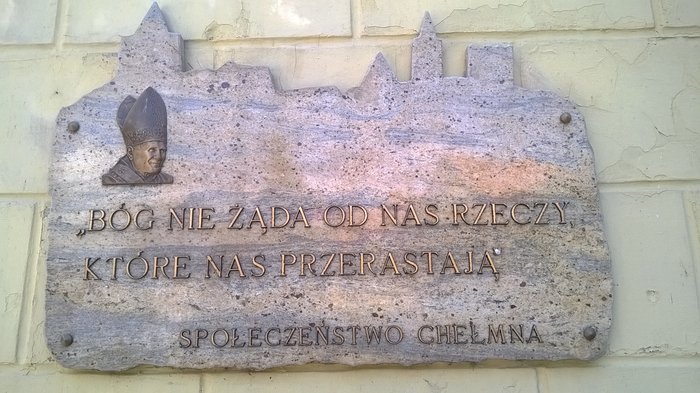 „BÓG NIE ŻĄDA OD NAS RZECZY,
KTÓRE NAS PRZERASTAJĄ
SPOŁECZEŃSTWO CHEŁMNA